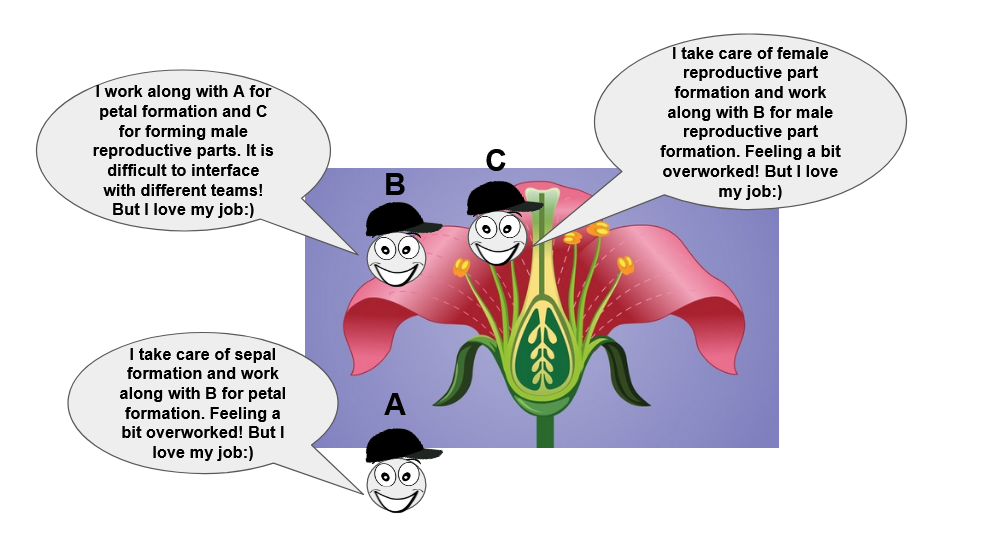 I work along with A for
petal formation and C
for forming male
reproductive parts. It is
difficult to interface
with different teams!
But I love my job:)
B
C
I take care of female
reproductive part
formation and work
along with B for male
reproductive part
formation. Feeling a bit
overworked! But I love
my job:)
I take care of sepal
formation and work
along with B for petal
formation. Feeling a
bit overworked! But I
love my job:)
A